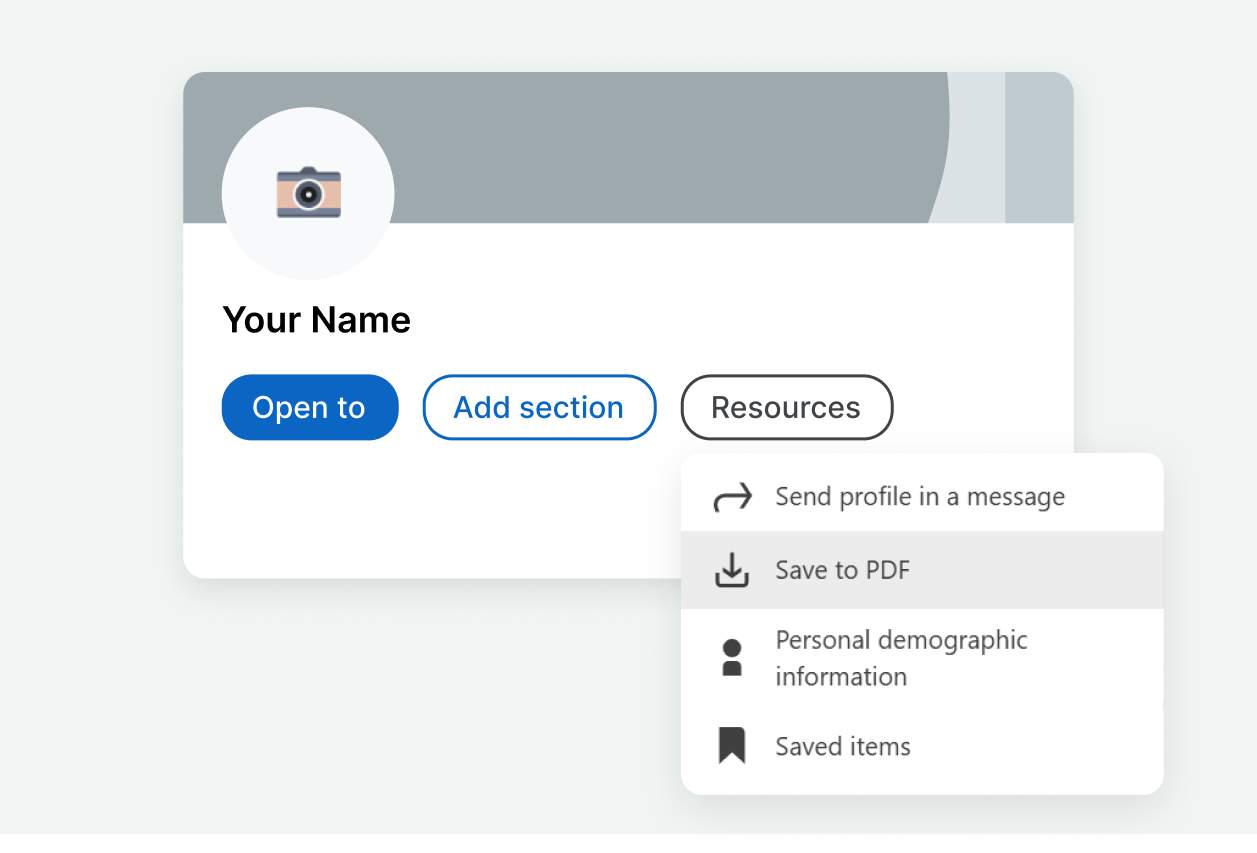 Your Name
Open to
Add section
Resources
Send profile in a message
Save to PDF
Personal demographic
information
Saved items